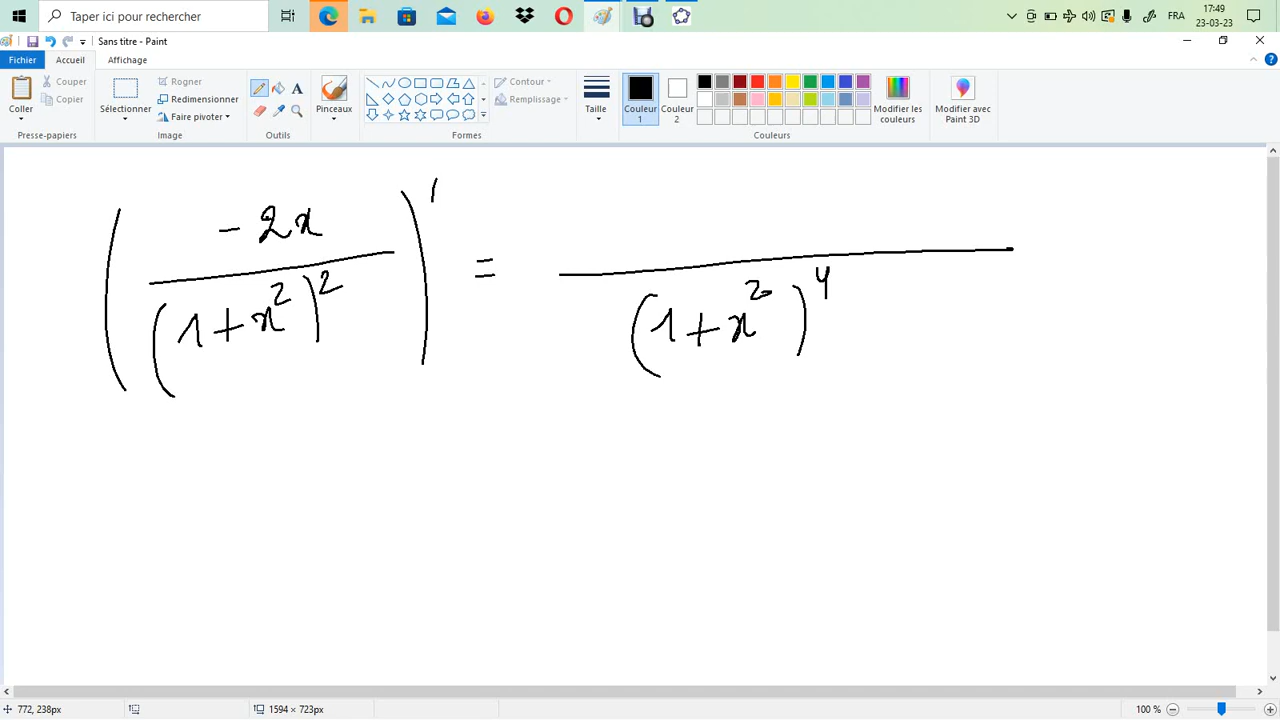 Taper ici pour rechercher
FRA
17:49
23-03-23
Sans titre - Paint
Fichier Accueil Affichage
Coller
Couper
Copier
Presse-papiers
Sélectionner
Rogner
Redimensionner
Faire pivoter
Image
A
Outils
Pinceaux
Contour
Remplissage
Formes
Taille
Couleur 1
Couleur 2
Modifier les couleurs
Couleurs
Modifier avec Paint 3D
( -2x / (1+x²)² )' = / (1+x²)⁴
772, 238px
1594 × 723px
100 %